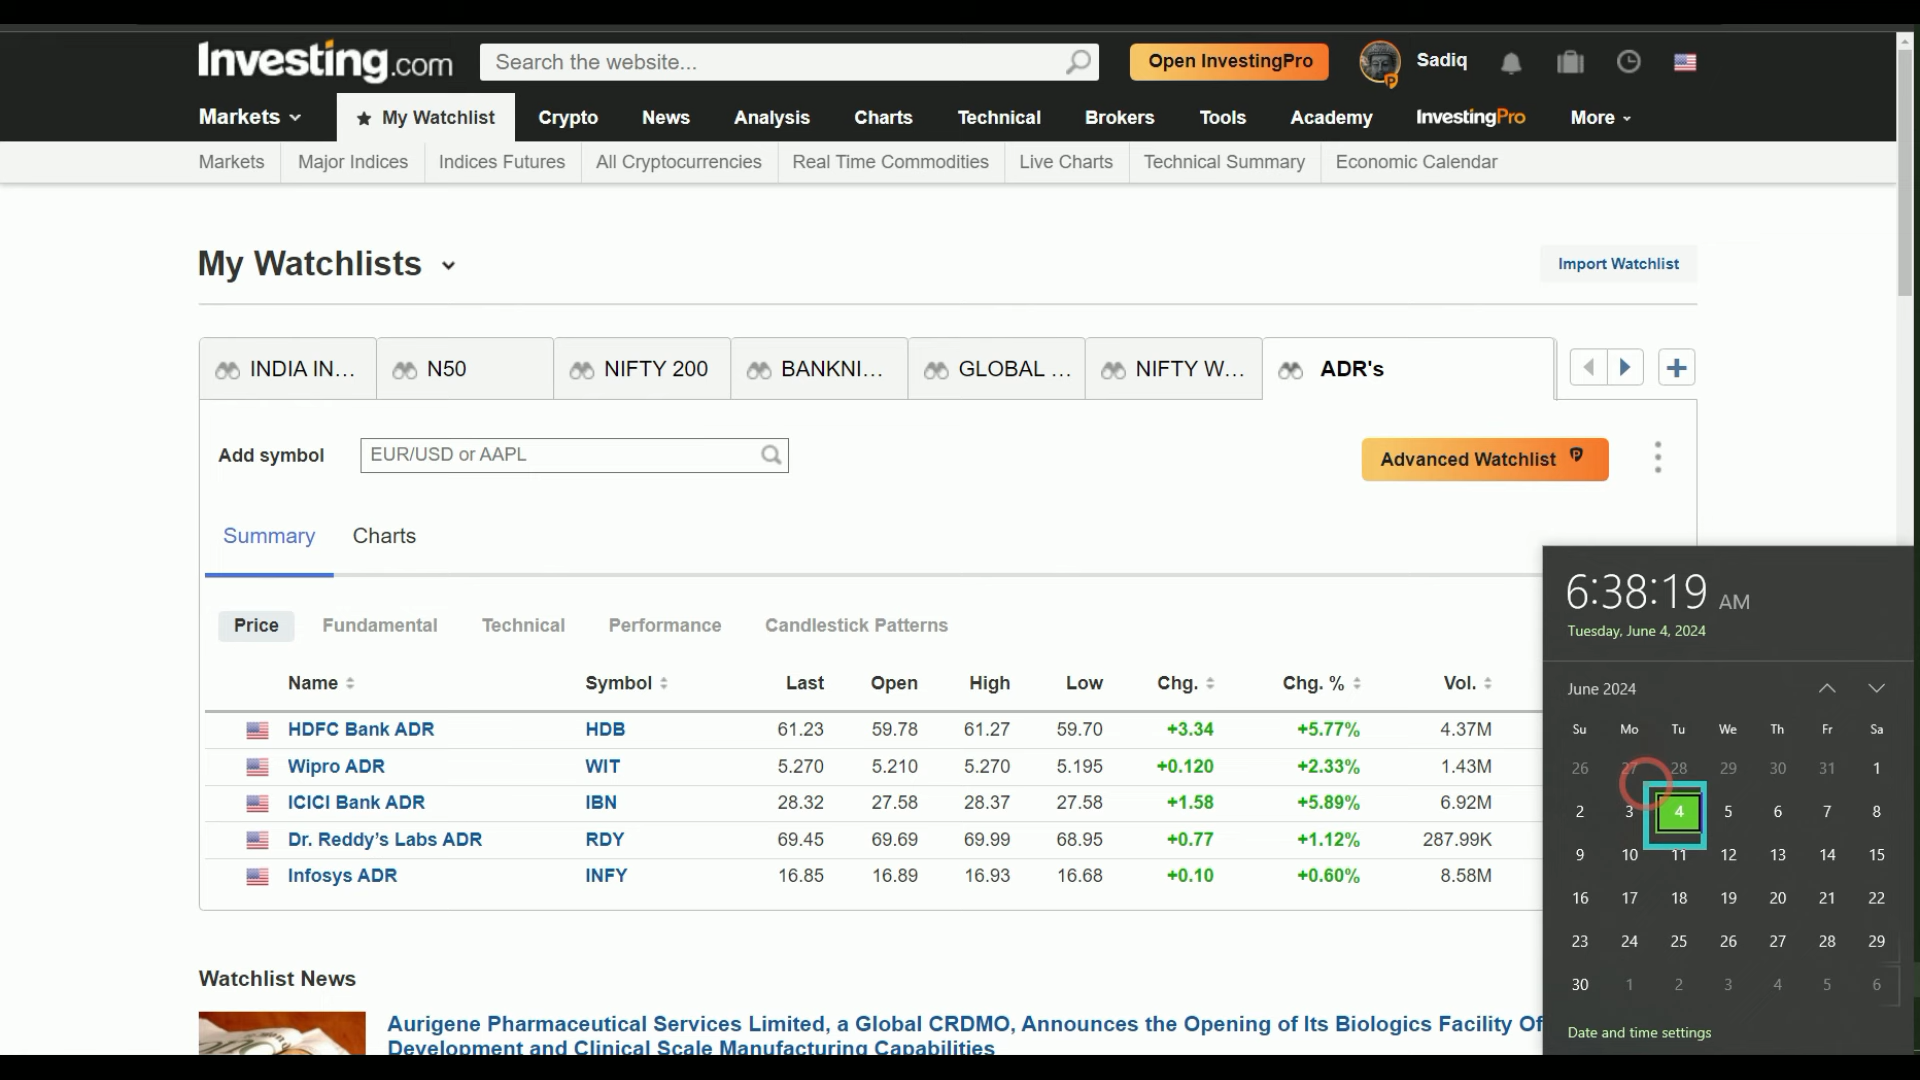 Investing.com
Search the website...
Open InvestingPro
Sadiq
Markets
My Watchlist
Crypto
News
Analysis
Charts
Technical
Brokers
Tools
Academy
InvestingPro
More
Markets
Major Indices
Indices Futures
All Cryptocurrencies
Real Time Commodities
Live Charts
Technical Summary
Economic Calendar
My Watchlists
Import Watchlist
INDIA IN...
N50
NIFTY 200
BANKNI...
GLOBAL ...
NIFTY W...
ADR's
Add symbol
EUR/USD or AAPL
Advanced Watchlist
Summary
Charts
Price
Fundamental
Technical
Performance
Candlestick Patterns
Name Symbol Last Open High Low Chg. Chg. % Vol.
HDFC Bank ADR HDB 61.23 59.78 61.27 59.70 +3.34 +5.77% 4.37M
Wipro ADR WIT 5.270 5.210 5.270 5.195 +0.120 +2.33% 1.43M
ICICI Bank ADR IBN 28.32 27.58 28.37 27.58 +1.58 +5.89% 6.92M
Dr. Reddy's Labs ADR RDY 69.45 69.69 69.99 68.95 +0.77 +1.12% 287.99K
Infosys ADR INFY 16.85 16.89 16.93 16.68 +0.10 +0.60% 8.58M
Watchlist News
Aurigene Pharmaceutical Services Limited, a Global CRDMO, Announces the Opening of Its Biologics Facility Of
Development and Clinical Scale Manufacturing Capabilities
6:38:19 AM
Tuesday, June 4, 2024
June 2024
Su Mo Tu We Th Fr Sa
26 27 28 29 30 31 1
2 3 4 5 6 7 8
9 10 11 12 13 14 15
16 17 18 19 20 21 22
23 24 25 26 27 28 29
30 1 2 3 4 5 6
Date and time settings